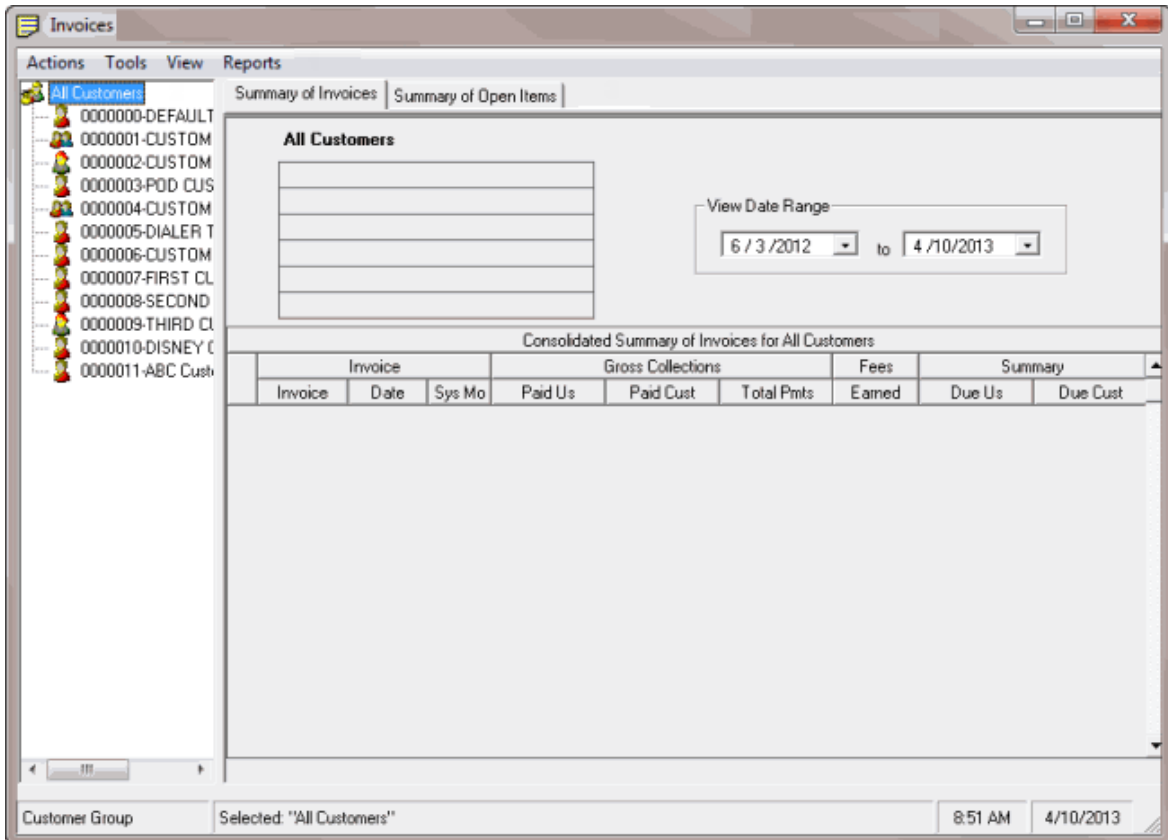 Invoices
Actions Tools View Reports
All Customers
0000000-DEFAULT
0000001-CUSTOM
0000002-CUSTOM
0000003-POD CUS
0000004-CUSTOM
0000005-DIALER T
0000006-CUSTOM
0000007-FIRST CL
0000008-SECOND
0000009-THIRD CL
0000010-DISNEY C
0000011-ABC Cust
Summary of Invoices Summary of Open Items
All Customers
View Date Range
6 / 3 /2012 to 4 /10/2013
Consolidated Summary of Invoices for All Customers
Invoice Gross Collections Fees Summary
Invoice Date Sys Mo Paid Us Paid Cust Total Pmts Earned Due Us Due Cust
Customer Group Selected: "All Customers" 8:51 AM 4/10/2013